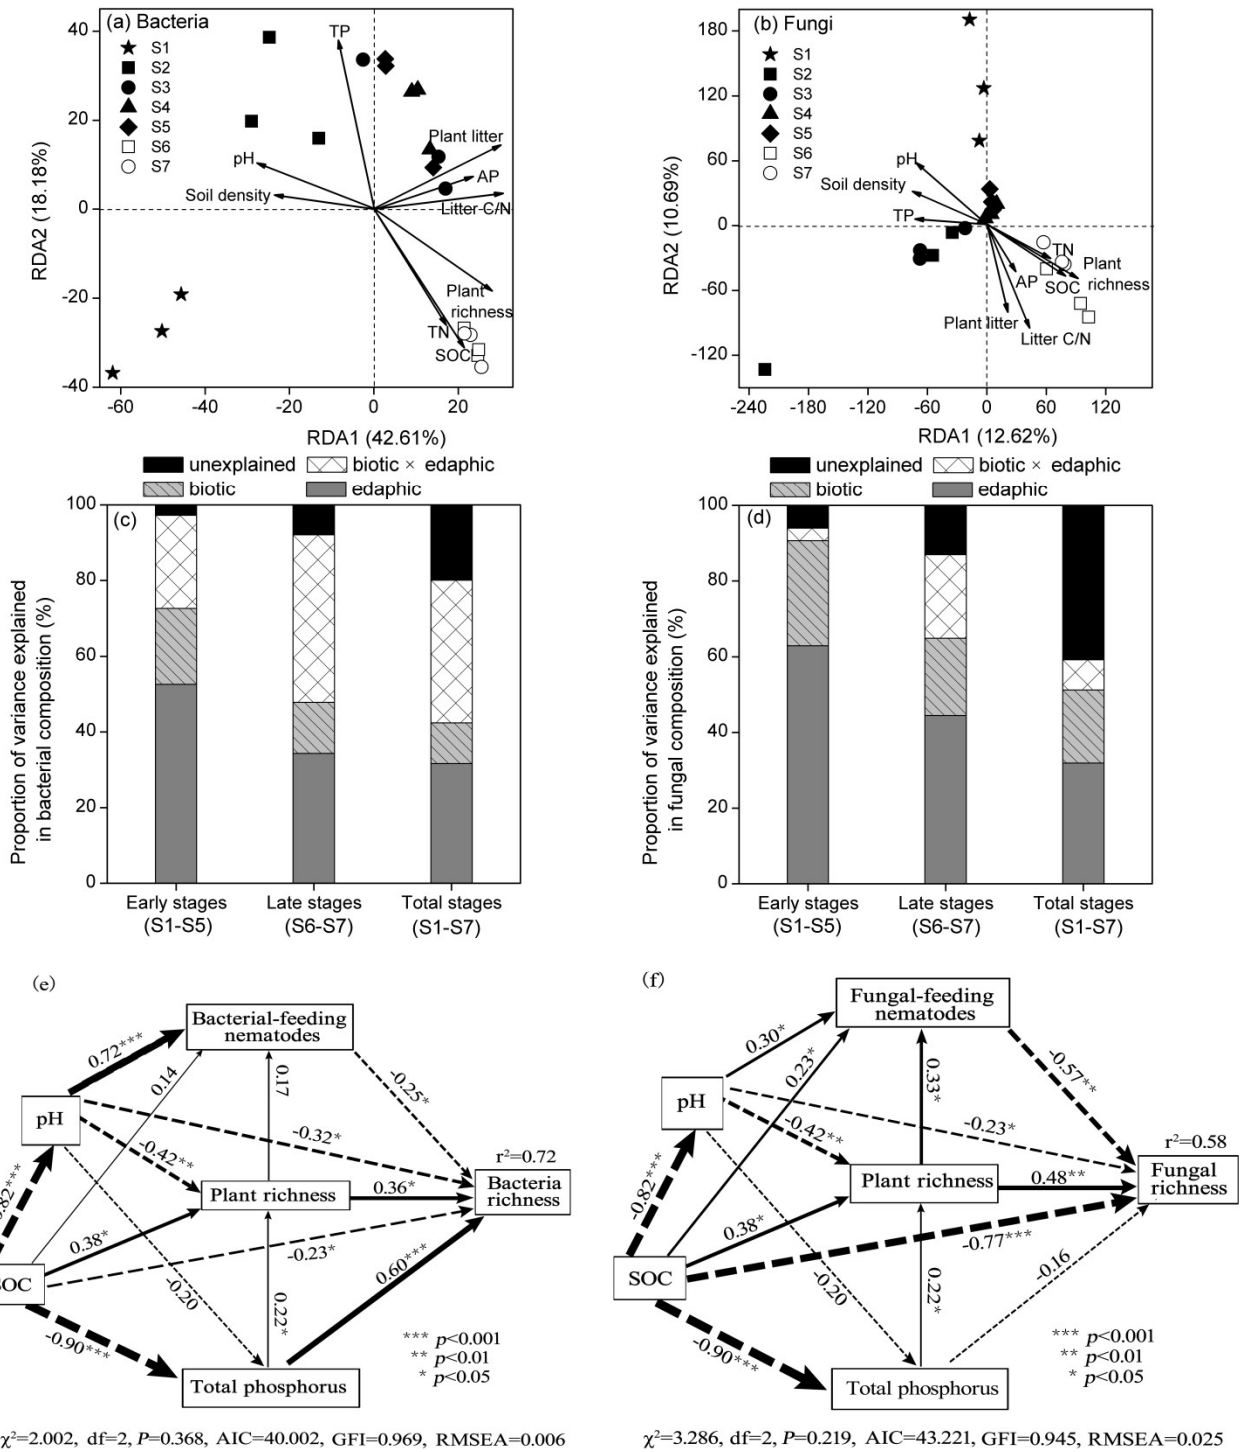 (a) Bacteria
S1
S2
S3
S4
S5
S6
S7
TP
Plant litter
pH
AP
Soil density
Litter C/N
Plant
richness
TN
SOC
40
20
0
-20
-40
-60
-40
-20
0
20
RDA2 (18.18%)
RDA1 (42.61%)
(b) Fungi
S1
S2
S3
S4
S5
S6
S7
pH
Soil density
TP
TN
Plant
richness
AP
SOC
Plant litter
Litter C/N
180
120
60
0
-60
-120
-240
-180
-120
-60
0
60
120
RDA2 (10.69%)
RDA1 (12.62%)
unexplained
biotic × edaphic
biotic
edaphic
(c)
100
80
60
40
20
0
Proportion of variance explained
in bacterial composition (%)
Early stages
(S1-S5)
Late stages
(S6-S7)
Total stages
(S1-S7)
unexplained
biotic × edaphic
biotic
edaphic
(d)
100
80
60
40
20
0
Proportion of variance explained
in fungal composition (%)
Early stages
(S1-S5)
Late stages
(S6-S7)
Total stages
(S1-S7)
(e)
Bacterial-feeding
nematodes
0.72***
0.14
0.17
-0.25*
pH
-0.32*
-0.42**
r²=0.72
Bacteria
richness
Plant richness
0.36*
.82***
0.38*
-0.23*
0.60***
OC
-0.20
0.22*
-0.90***
Total phosphorus
*** p<0.001
** p<0.01
* p<0.05
χ²=2.002, df=2, P=0.368, AIC=40.002, GFI=0.969, RMSEA=0.006
(f)
Fungal-feeding
nematodes
0.30*
0.23*
0.33*
-0.57**
pH
-0.23*
-0.42**
r²=0.58
Fungal
richness
Plant richness
0.48**
-0.82***
0.38*
-0.77***
SOC
-0.20
0.22*
-0.16
-0.90***
Total phosphorus
*** p<0.001
** p<0.01
* p<0.05
χ²=3.286, df=2, P=0.219, AIC=43.221, GFI=0.945, RMSEA=0.025